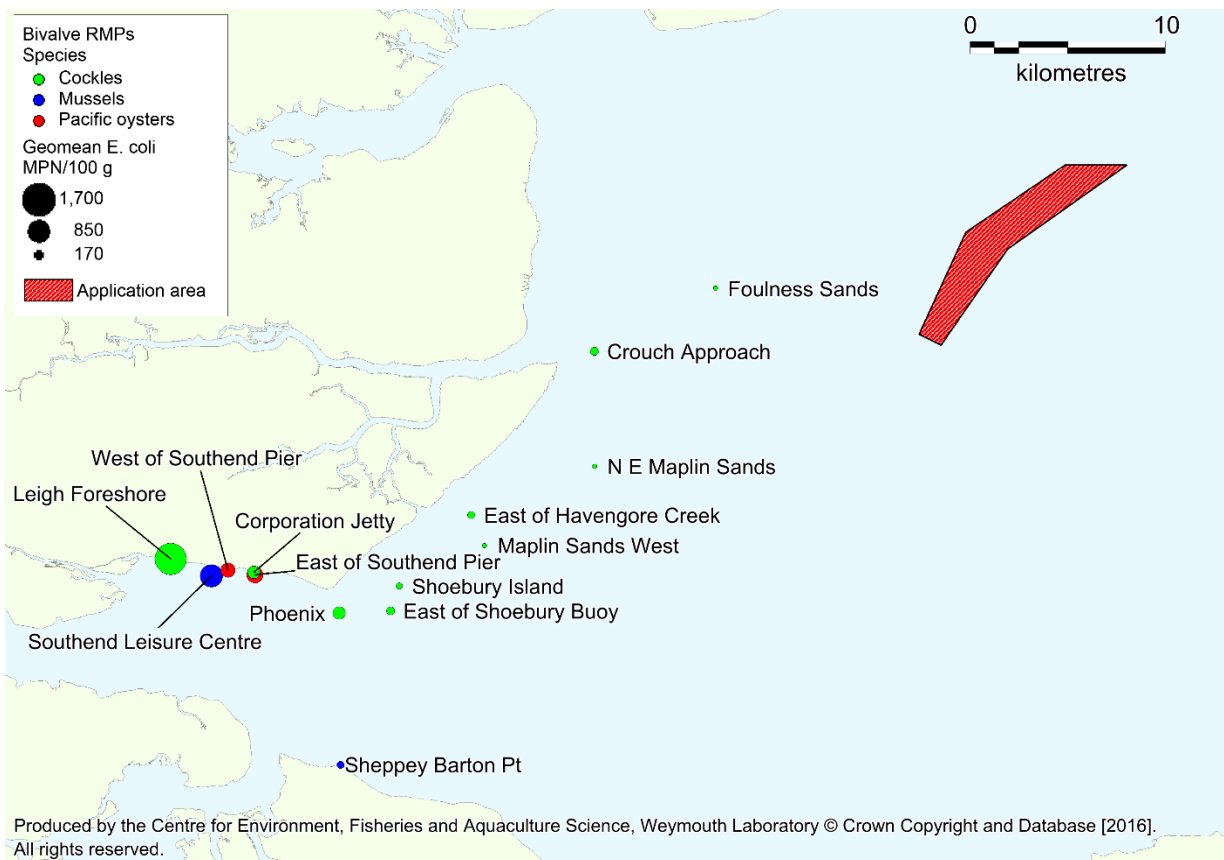 Bivalve RMPs
Species
Cockles
Mussels
Pacific oysters
Geomean E. coli
MPN/100 g
1,700
850
170
Application area
0 10
kilometres
Foulness Sands
Crouch Approach
N E Maplin Sands
West of Southend Pier
Leigh Foreshore
Corporation Jetty
East of Havengore Creek
Maplin Sands West
East of Southend Pier
Shoebury Island
Phoenix
East of Shoebury Buoy
Southend Leisure Centre
Sheppey Barton Pt
Produced by the Centre for Environment, Fisheries and Aquaculture Science, Weymouth Laboratory © Crown Copyright and Database [2016].
All rights reserved.